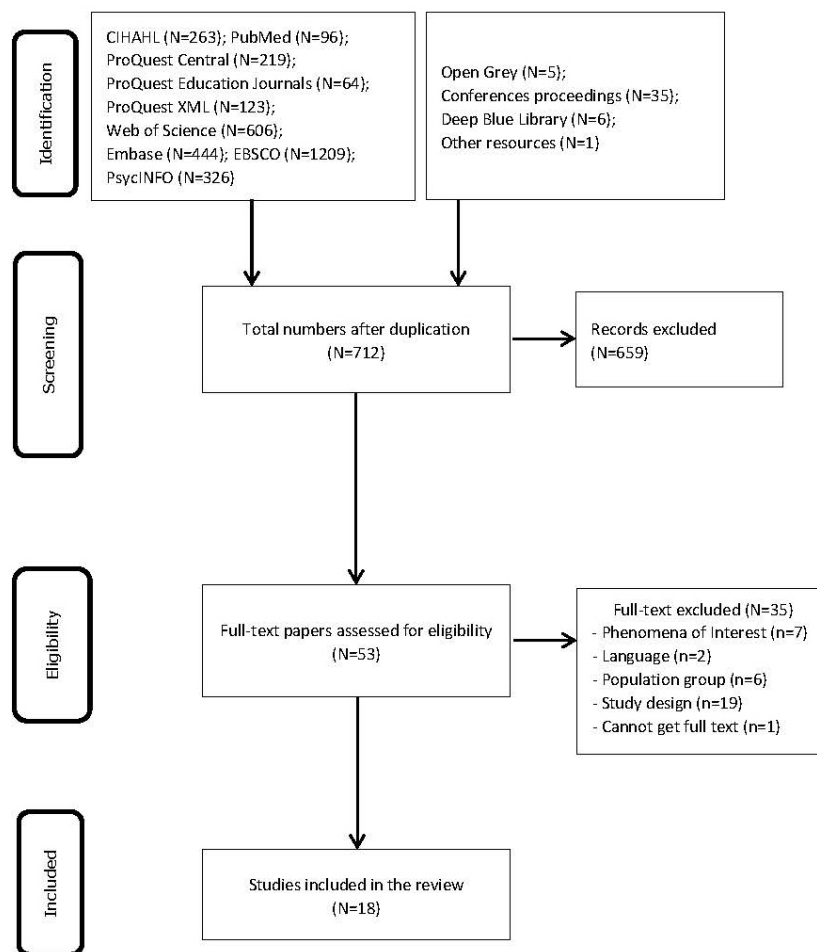 Identification
CIHAHL (N=263); PubMed (N=96);
ProQuest Central (N=219);
ProQuest Education Journals (N=64);
ProQuest XML (N=123);
Web of Science (N=606);
Embase (N=444); EBSCO (N=1209);
PsycINFO (N=326)
Open Grey (N=5);
Conferences proceedings (N=35);
Deep Blue Library (N=6);
Other resources (N=1)
Screening
Total numbers after duplication
(N=712)
Records excluded
(N=659)
Eligibility
Full-text papers assessed for eligibility
(N=53)
Full-text excluded (N=35)
- Phenomena of Interest (n=7)
- Language (n=2)
- Population group (n=6)
- Study design (n=19)
- Cannot get full text (n=1)
Included
Studies included in the review
(N=18)